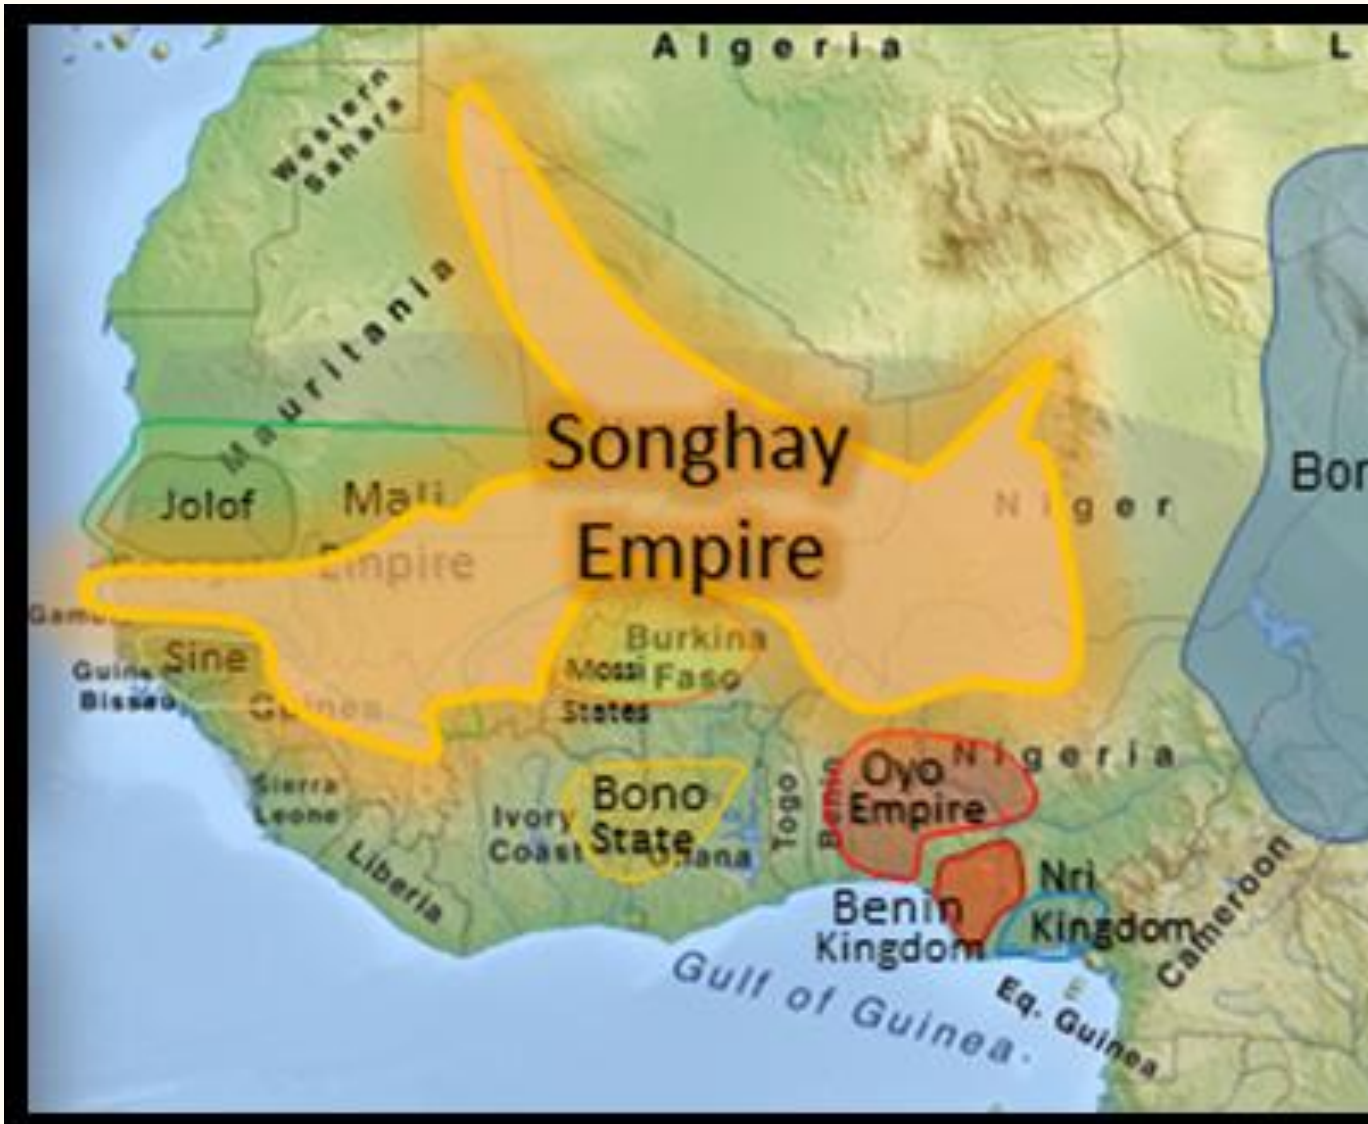 Algeria
L
Western
Sahara
Mauritania
Songhay
Empire
Jolof
Mali
Empire
Niger
Bor
Sine
Bissau
Guinea
Burkina
Faso
Mossi
States
Sierra
Leone
Liberia
Ivory
Coast
Bono
State
Togo
Benin
Oyo
Empire
Nigeria
Benin
Kingdom
Nri
Kingdom
Cameroon
Gulf of Guinea
Eq. Guinea